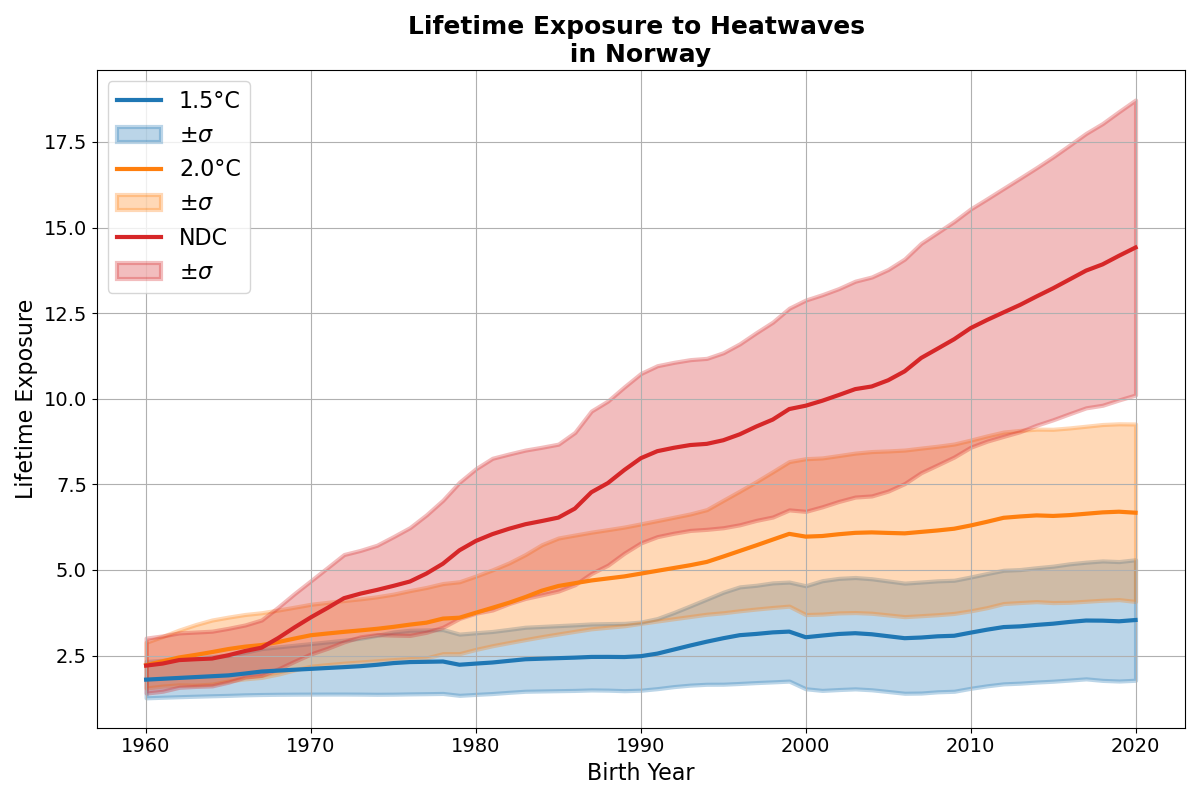 Lifetime Exposure to Heatwaves
in Norway
1.5°C
±σ
2.0°C
±σ
NDC
±σ
Lifetime Exposure
17.5
15.0
12.5
10.0
7.5
5.0
2.5
1960 1970 1980 1990 2000 2010 2020
Birth Year